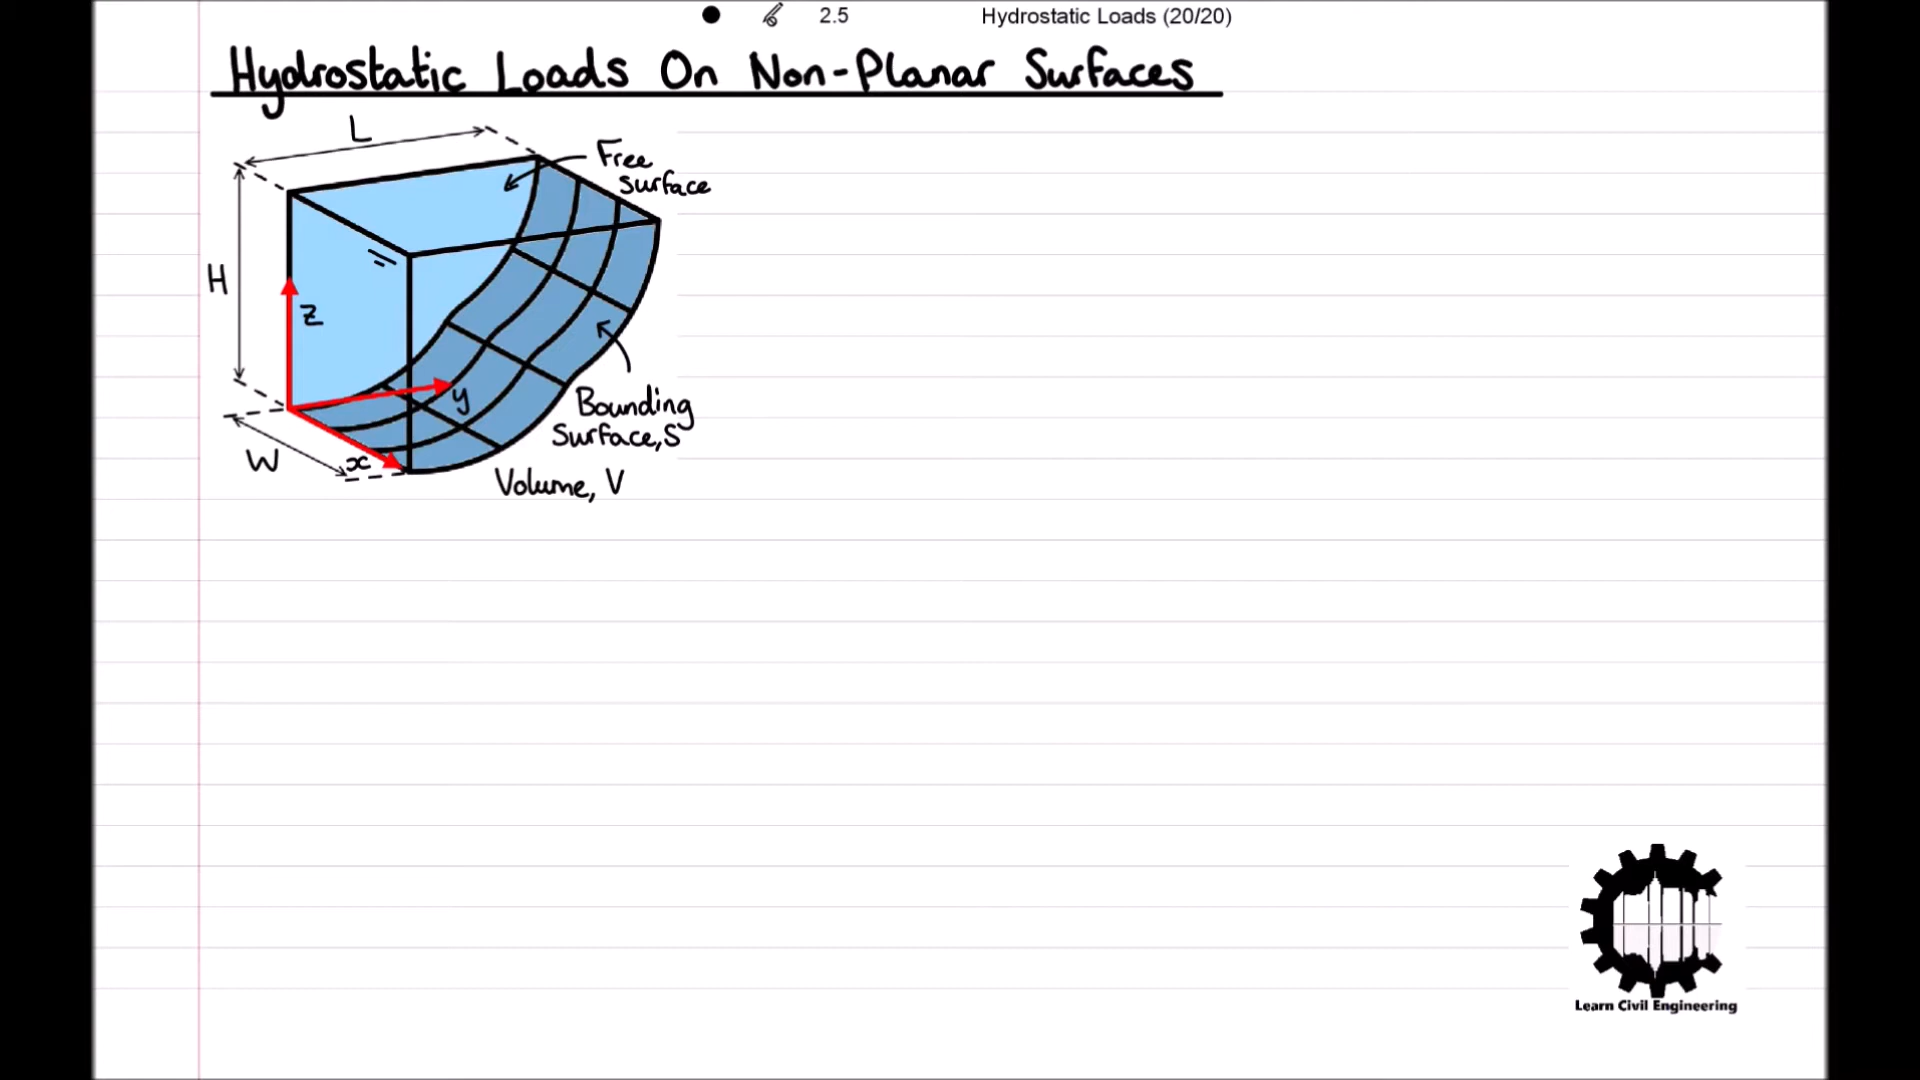 2.5
Hydrostatic Loads (20/20)
Hydrostatic Loads On Non-Planar Surfaces
L
Free
surface
H
z
y
Bounding
Surface, S
W
x
Volume, V
Learn Civil Engineering